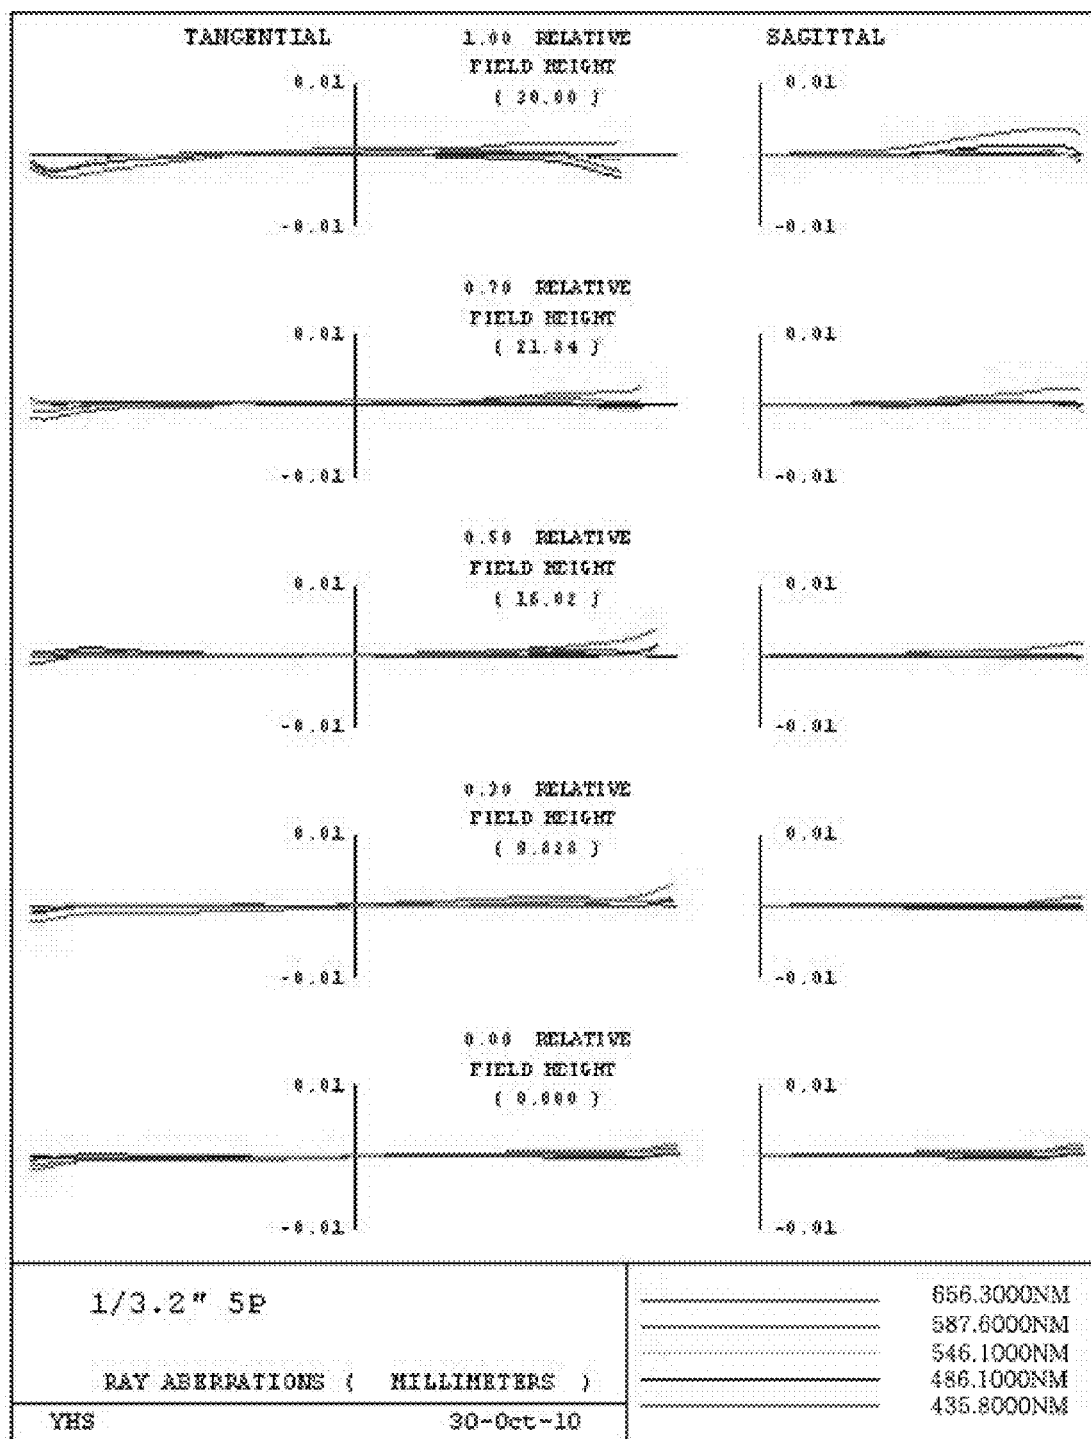 TANGENTIAL 1.00 RELATIVE SAGITTAL
FIELD HEIGHT
0.01 0.01
-0.01 -0.01
0.70 RELATIVE
FIELD HEIGHT
0.01 ( 21.04 ) 0.01
-0.01 -0.01
0.50 RELATIVE
FIELD HEIGHT
0.01 0.01
-0.01 -0.01
RELATIVE
FIELD HEIGHT
0.01 0.01
-0.01 -0.01
0.00 RELATIVE
FIELD HEIGHT
0.01 ( 0.000 ) 0.01
-0.01 -0.01
1/3.2" 5P
RAY ABERRATIONS ( MILLIMETERS )
YHS 30-Oct-10
656.3000NM
587.6000NM
546.1000NM
486.1000NM
435.8000NM